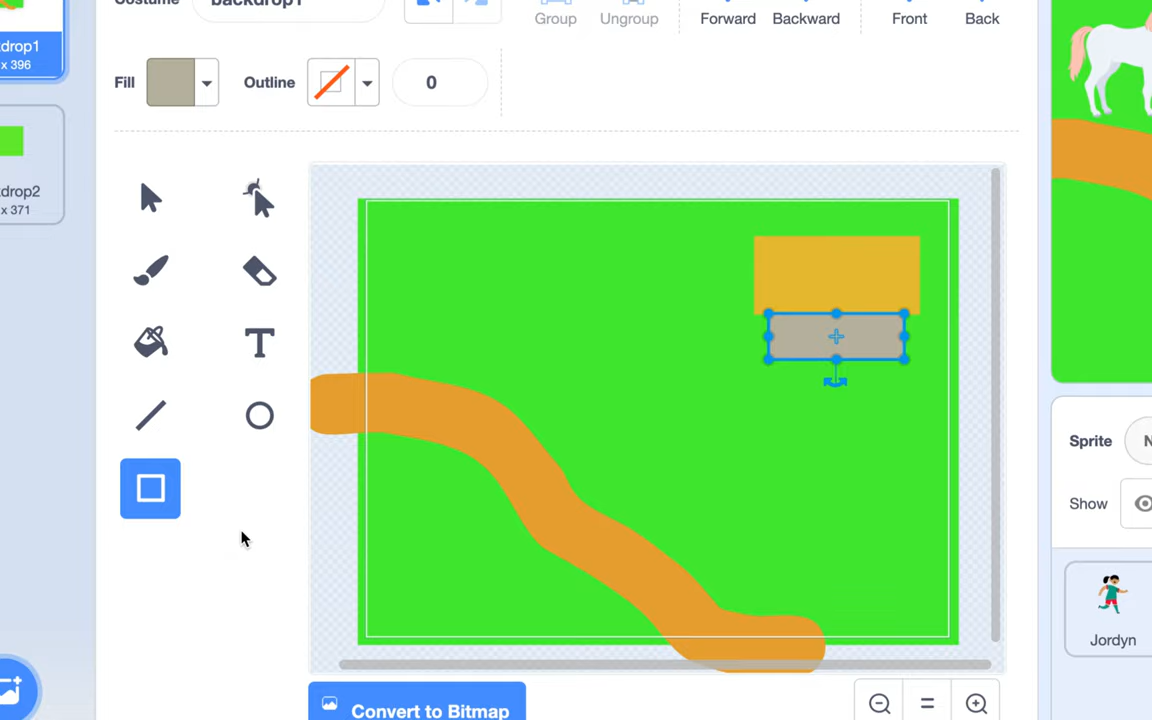 Costume backdrop1
Group Ungroup Forward Backward Front Back
drop1
x 396
Fill Outline 0
drop2
x 371
T
Sprite N
Show
Jordyn
Convert to Bitmap